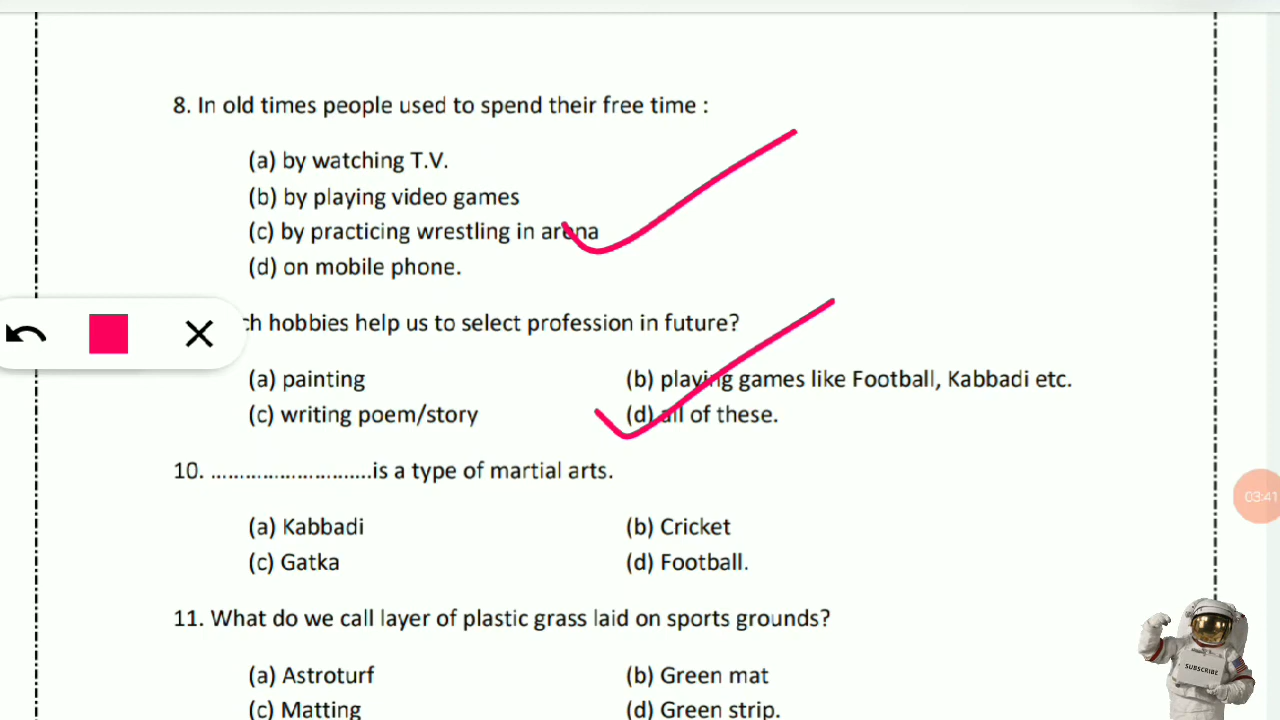 8. In old times people used to spend their free time :
(a) by watching T.V.
(b) by playing video games
(c) by practicing wrestling in arena
(d) on mobile phone.
ch hobbies help us to select profession in future?
(a) painting (b) playing games like Football, Kabbadi etc.
(c) writing poem/story (d) all of these.
10. ............................is a type of martial arts.
(a) Kabbadi (b) Cricket
(c) Gatka (d) Football.
11. What do we call layer of plastic grass laid on sports grounds?
(a) Astroturf (b) Green mat
(c) Matting (d) Green strip.
03:41
SUBSCRIBE